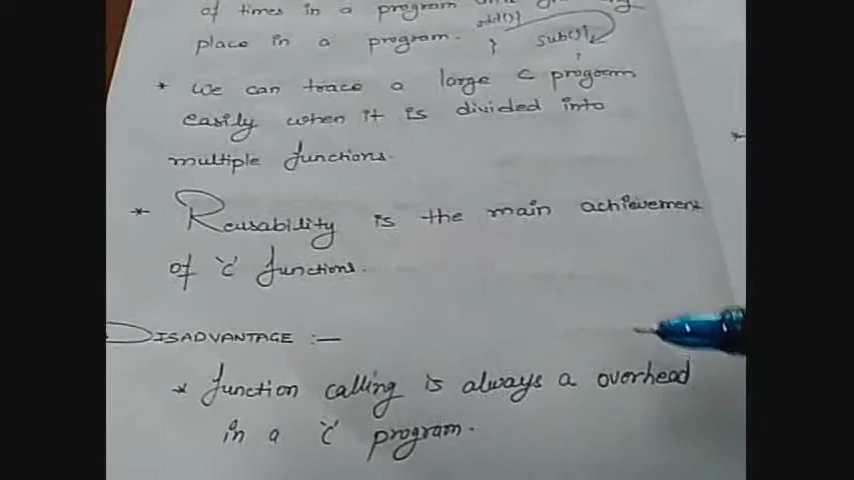 of times in a program
add(){
place in a program. } sub(){
}
* we can trace a large c program
easily when it is divided into
multiple functions.
* Reusability is the main achievement
of 'c' functions.
DISADVANTAGE :—
* function calling is always a overhead
in a 'c' program.